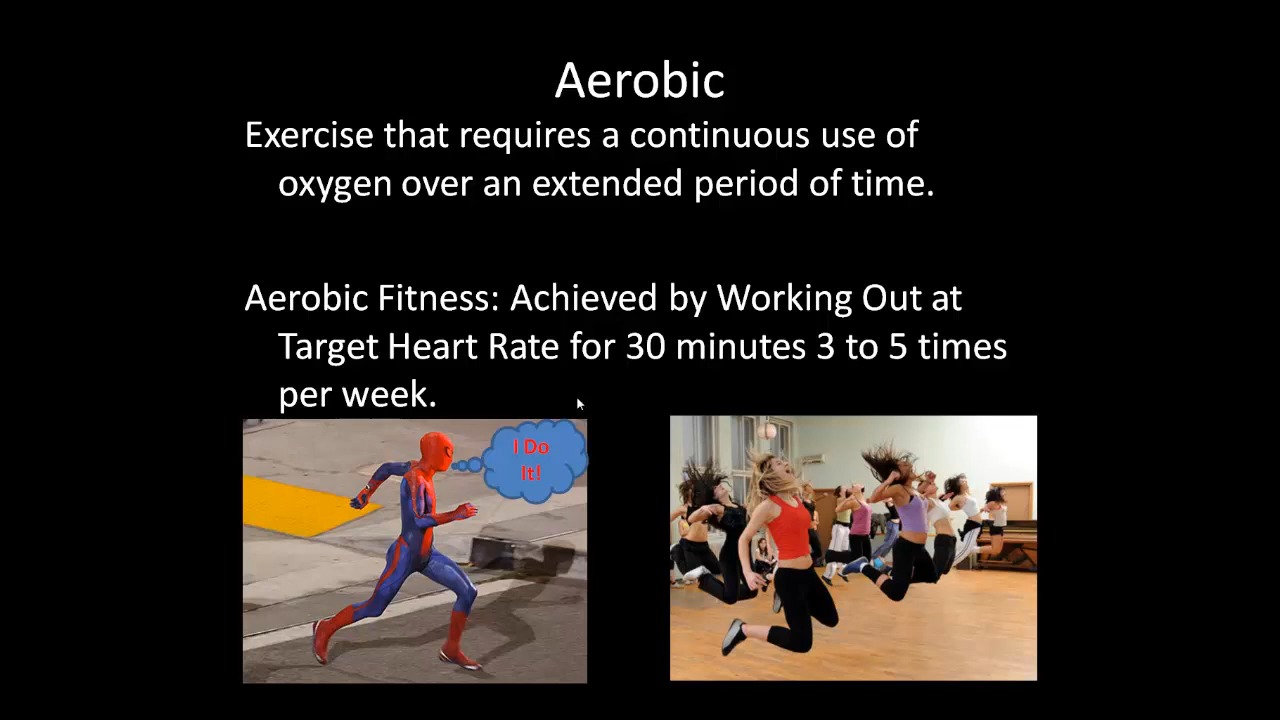 Aerobic
Exercise that requires a continuous use of
oxygen over an extended period of time.
Aerobic Fitness: Achieved by Working Out at
Target Heart Rate for 30 minutes 3 to 5 times
per week.
I Do
It!